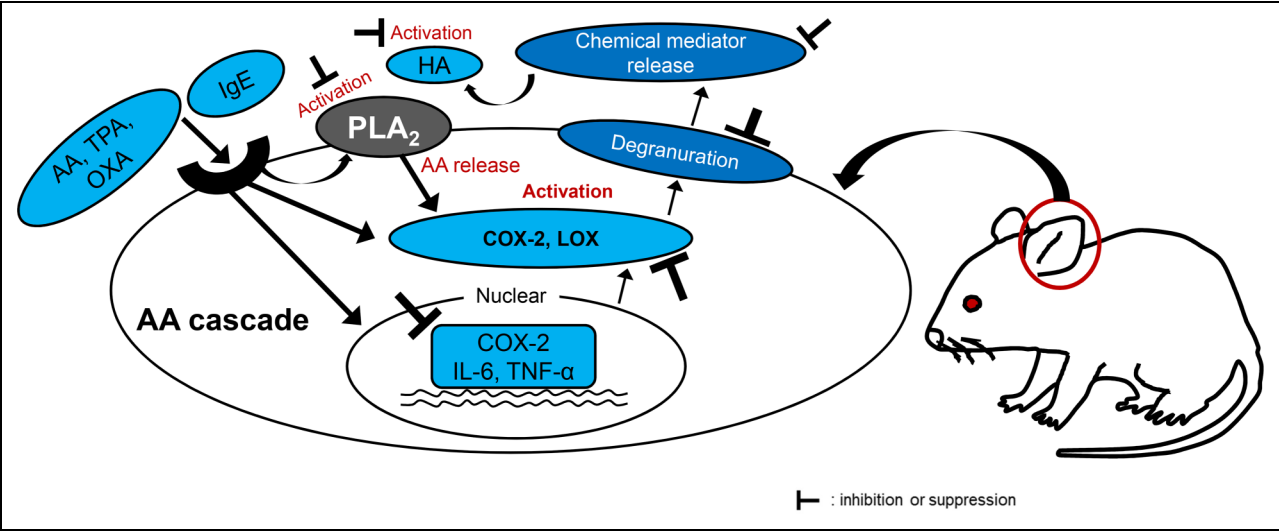 Activation
HA
Chemical mediator
release
IgE
Activation
PLA₂
AA, TPA,
OXA
Degranuration
AA release
Activation
COX-2, LOX
Nuclear
AA cascade
COX-2
IL-6, TNF-α
: inhibition or suppression